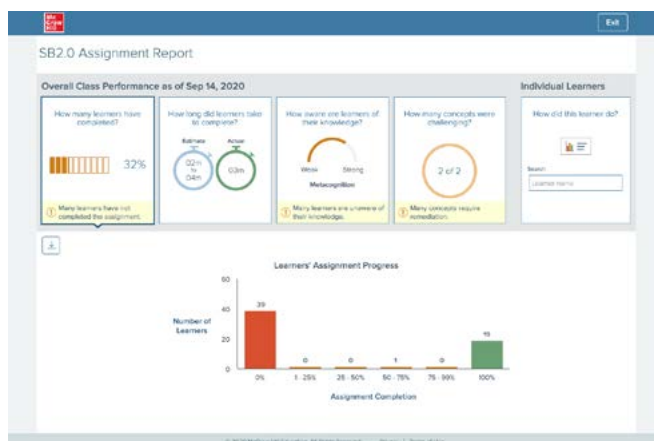 Mc
Graw
Hill
Exit
SB2.0 Assignment Report
Overall Class Performance as of Sep 14, 2020
Individual Learners
How many learners have
completed?
32%
Many learners have not
completed the assignment.
How long did learners take
to complete?
Estimate
Actual
02m
to
04m
03m
How aware are learners of
their knowledge?
Weak
Strong
Metacognition
Many learners are unaware of
their knowledge.
How many concepts were
challenging?
2 of 2
Many concepts require
remediation.
How did this learner do?
Search
Learner name
Learners' Assignment Progress
Number of
Learners
60
40
20
0
39
0
0
1
0
19
0%
1 - 25%
25 - 50%
50 - 75%
75 - 99%
100%
Assignment Completion